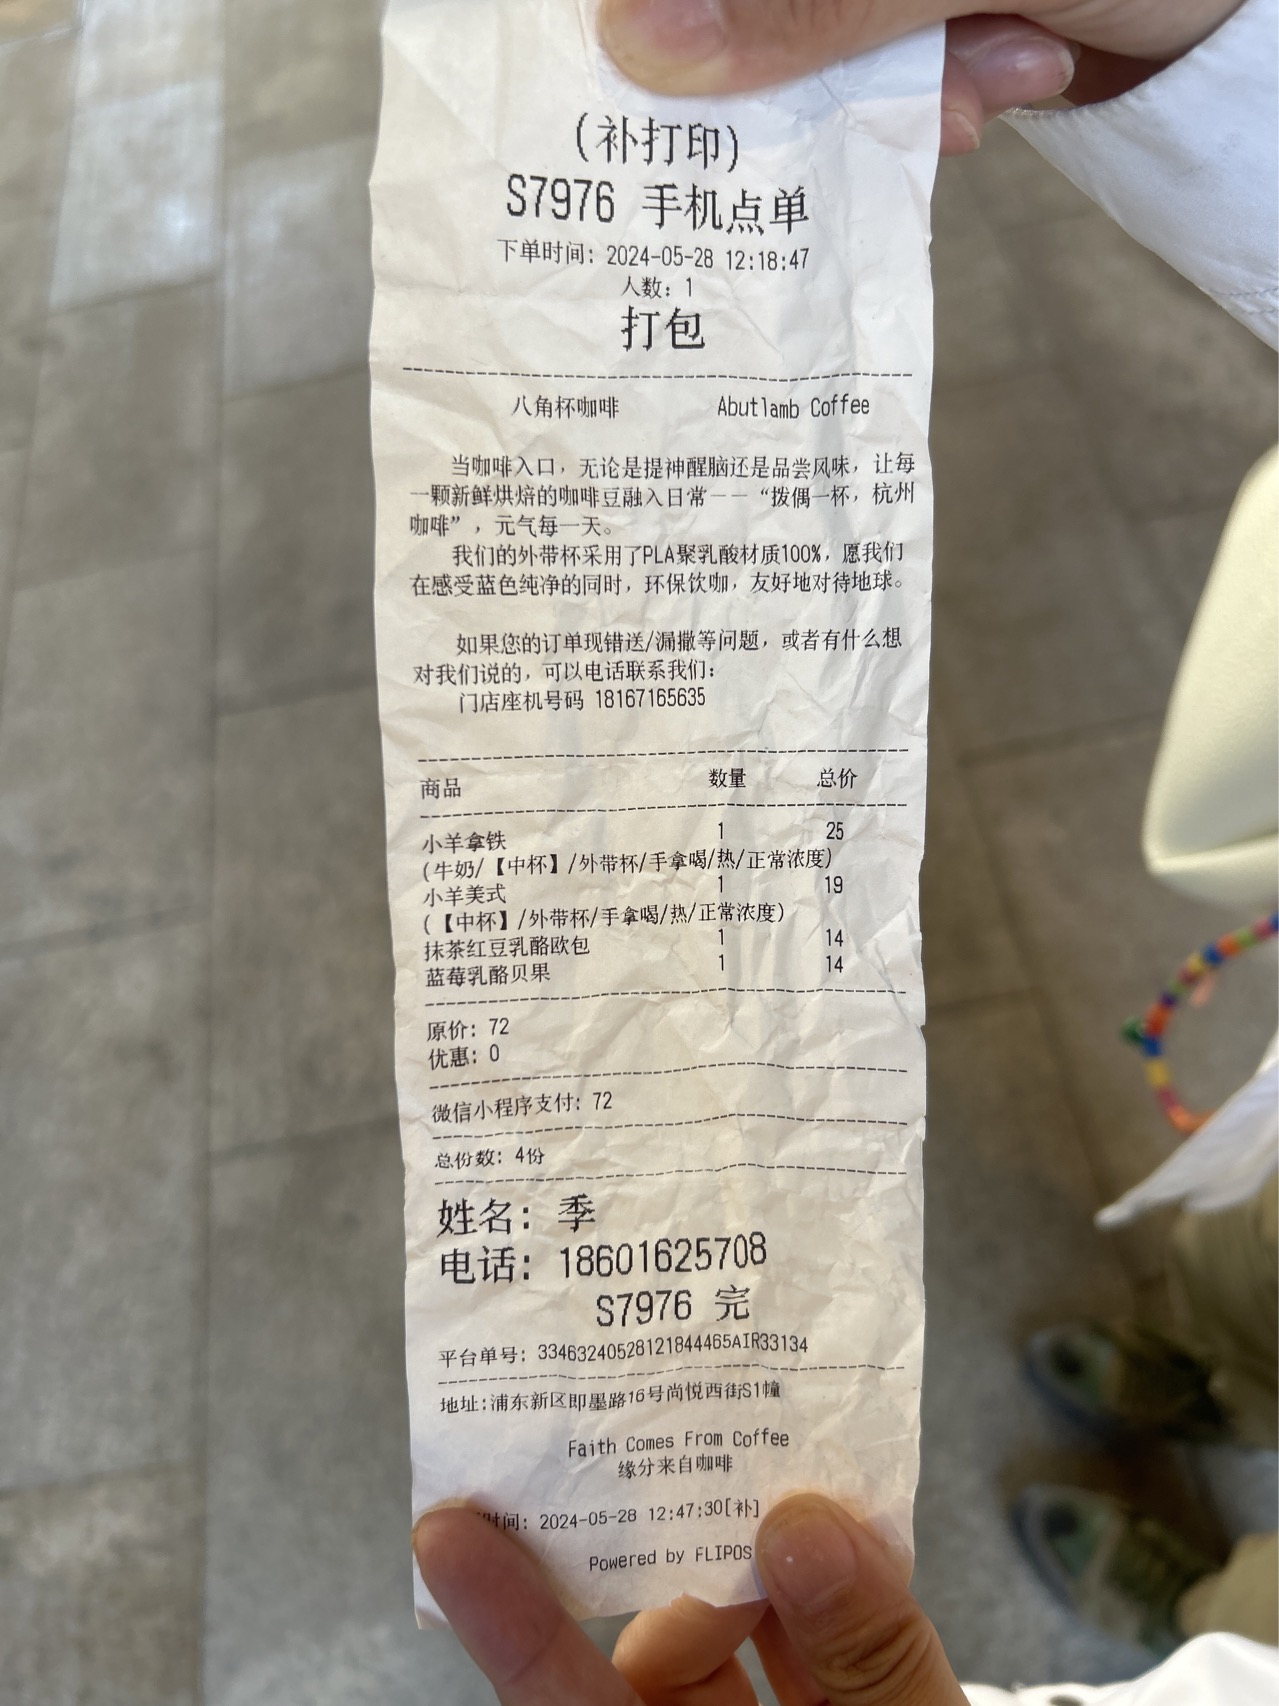 (补打印)
S7976 手机点单
下单时间: 2024-05-28 12:18:47
人数: 1
打包
八角杯咖啡 Abutlamb Coffee
当咖啡入口，无论是提神醒脑还是品尝风味，让每
一颗新鲜烘焙的咖啡豆融入日常——“拨偶一杯，杭州
咖啡”，元气每一天。
我们的外带杯采用了PLA聚乳酸材质100%，愿我们
在感受蓝色纯净的同时，环保饮咖，友好地对待地球。
如果您的订单现错送/漏撒等问题，或者有什么想
对我们说的，可以电话联系我们：
门店座机号码 18167165635
商品 数量 总价
小羊拿铁 1 25
(牛奶/【中杯】/外带杯/手拿喝/热/正常浓度)
小羊美式 1 19
(【中杯】/外带杯/手拿喝/热/正常浓度)
抹茶红豆乳酪欧包 1 14
蓝莓乳酪贝果 1 14
原价: 72
优惠: 0
微信小程序支付: 72
总份数: 4份
姓名: 季
电话: 18601625708
S7976 完
平台单号: 33463240528121844465AIR33134
地址:浦东新区即墨路16号尚悦西街S1幢
Faith Comes From Coffee
缘分来自咖啡
时间: 2024-05-28 12:47:30[补]
Powered by FLIPOS